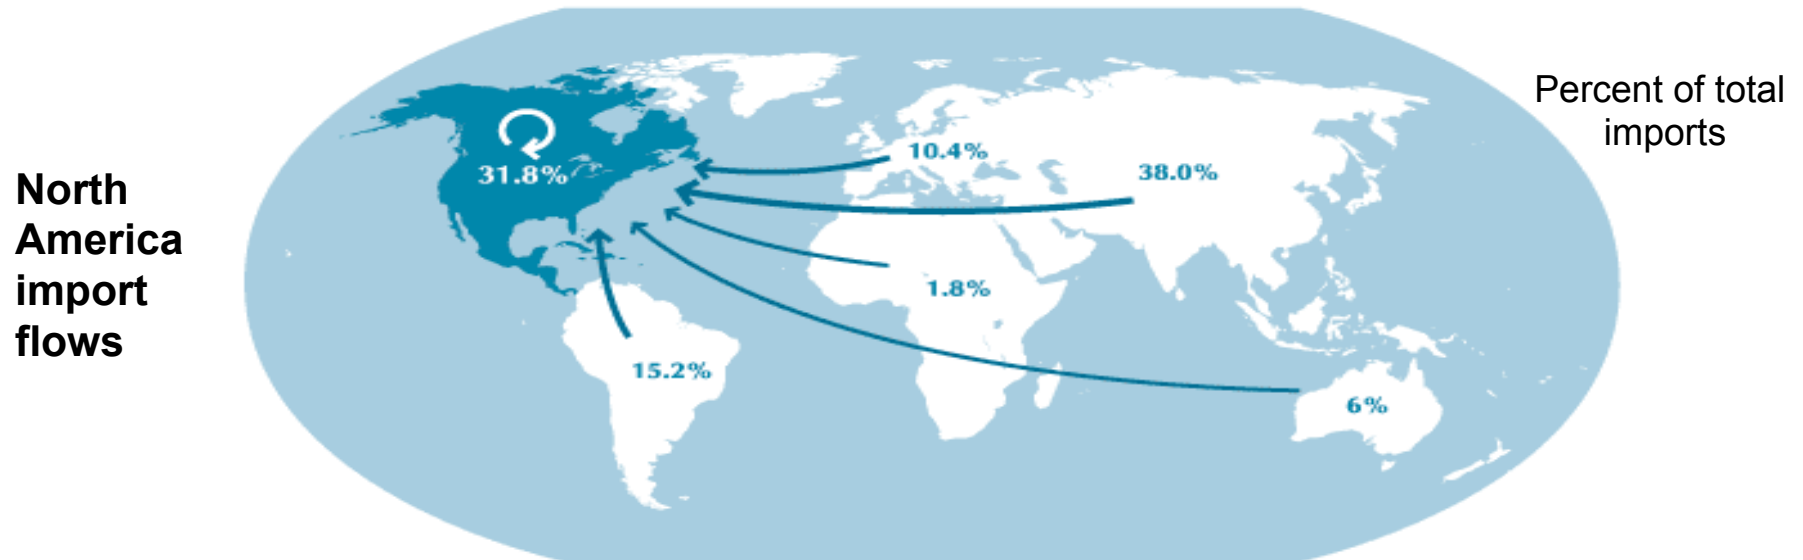 North
America
import
flows
Percent of total
imports
31.8%
10.4%
38.0%
1.8%
15.2%
6%